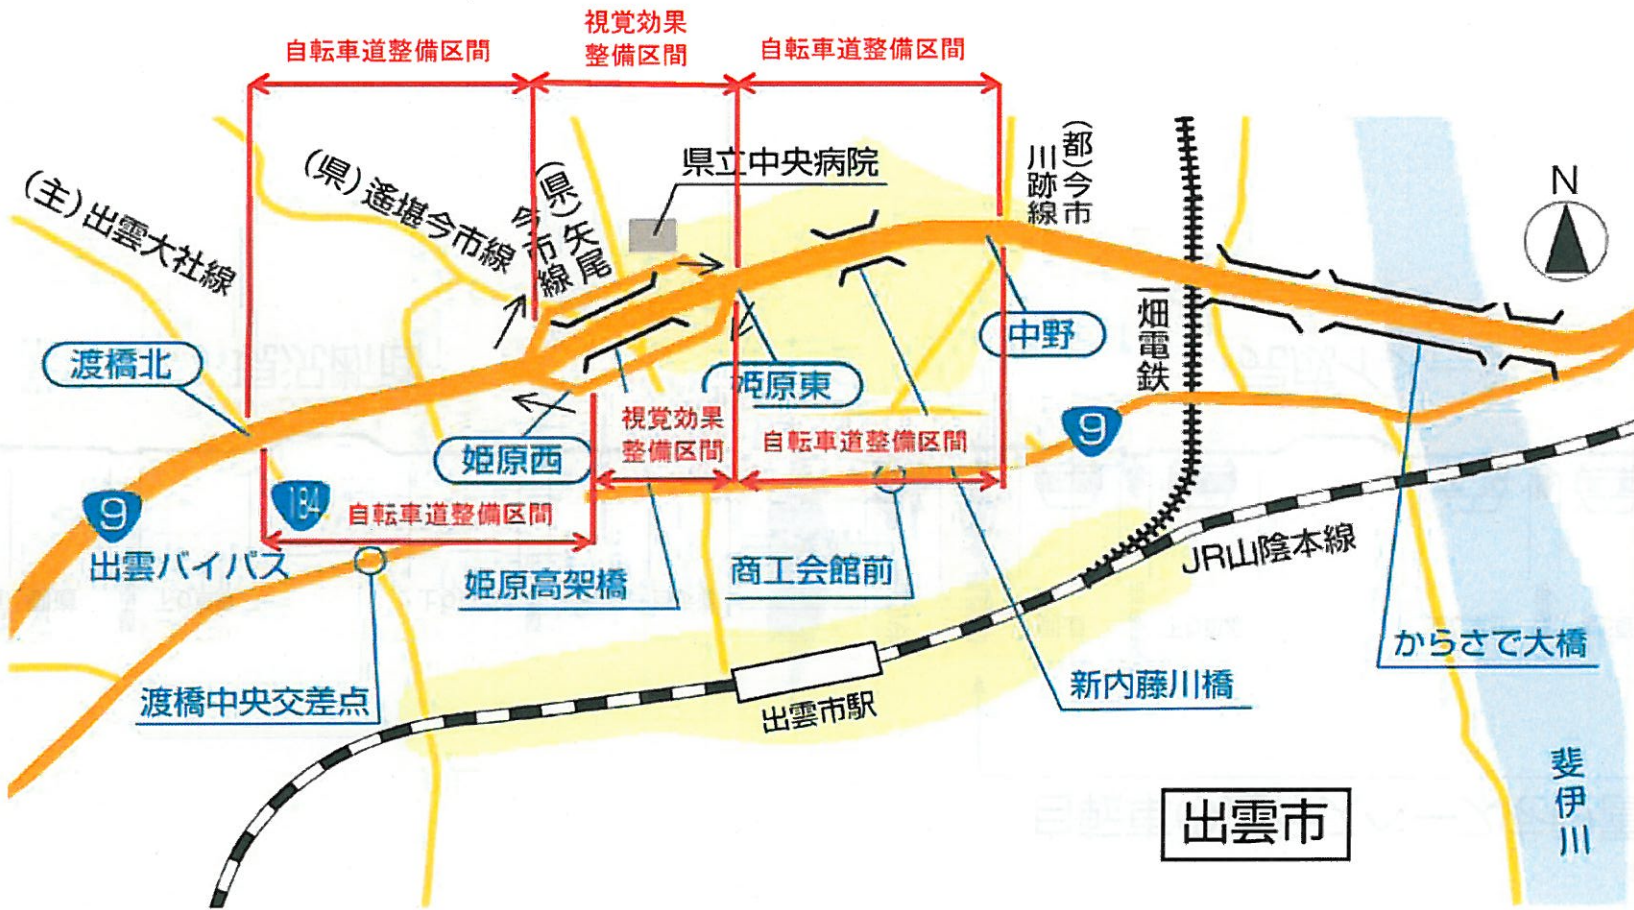 自転車道整備区間
視覚効果
整備区間
自転車道整備区間
(主)出雲大社線
(県)遙堪今市線
(県)矢尾
今市線
県立中央病院
(都)今市
川跡線
N
渡橋北
姫原西
姫原東
中野
一畑電鉄
9
視覚効果
整備区間
自転車道整備区間
9
184
自転車道整備区間
出雲バイパス
姫原高架橋
商工会館前
JR山陰本線
からさで大橋
渡橋中央交差点
出雲市駅
新内藤川橋
斐伊川
出雲市